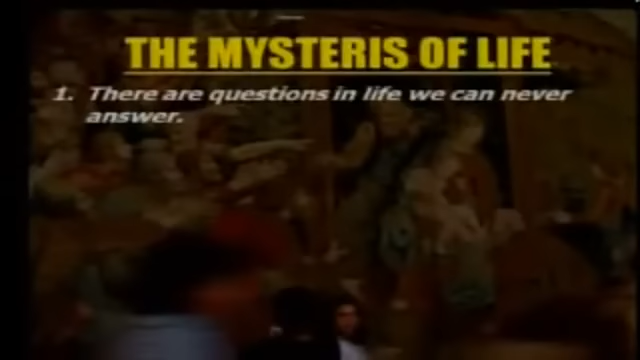 THE MYSTERIS OF LIFE
1. There are questions in life we can never
answer.